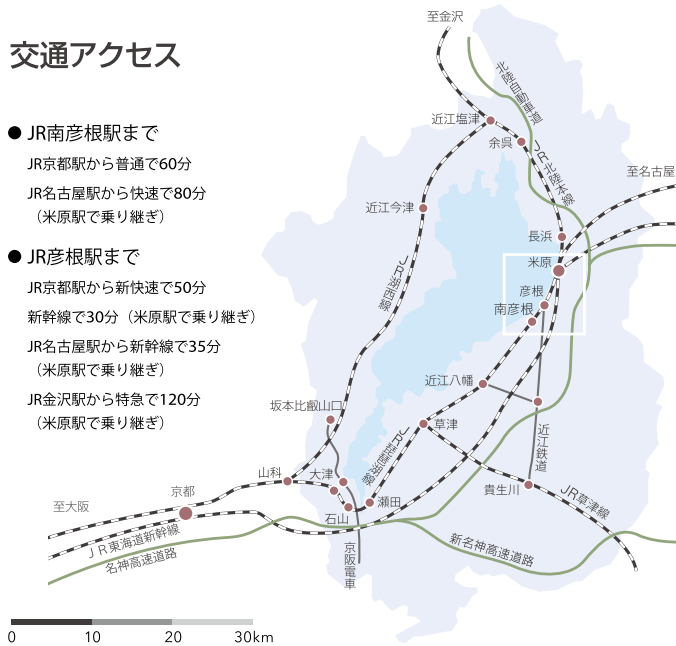 交通アクセス
● JR南彦根駅まで
JR京都駅から普通で60分
JR名古屋駅から快速で80分
（米原駅で乗り継ぎ）
● JR彦根駅まで
JR京都駅から新快速で50分
新幹線で30分（米原駅で乗り継ぎ）
JR名古屋駅から新幹線で35分
（米原駅で乗り継ぎ）
JR金沢駅から特急で120分
（米原駅で乗り継ぎ）
至金沢
北陸自動車道
近江塩津
余呉
JR北陸本線
至名古屋
近江今津
長浜
米原
JR湖西線
彦根
南彦根
近江八幡
坂本比叡山口
草津
JR琵琶湖線
近江鉄道
山科
大津
京都
貴生川
JR草津線
至大阪
瀬田
石山
JR東海道新幹線
名神高速道路
新名神高速道路
京阪電車
0 10 20 30km